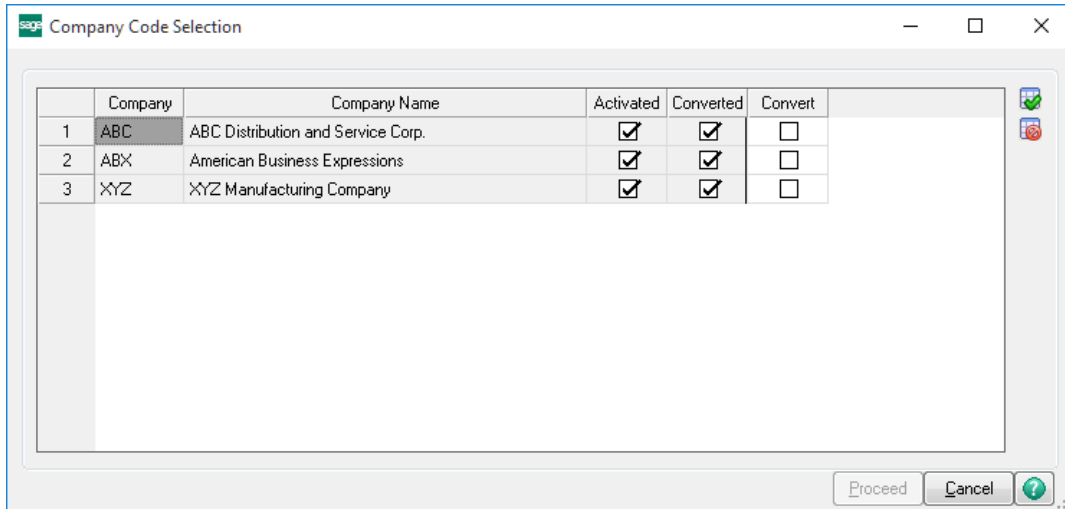 sage Company Code Selection
Company Company Name Activated Converted Convert
1 ABC ABC Distribution and Service Corp.
2 ABX American Business Expressions
3 XYZ XYZ Manufacturing Company
Proceed Cancel ?